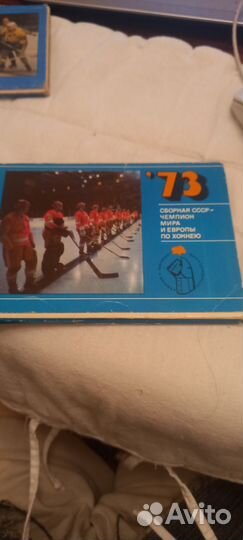 '73
СБОРНАЯ СССР-
ЧЕМПИОН
МИРА
И ЕВРОПЫ
ПО ХОККЕЮ
Avito